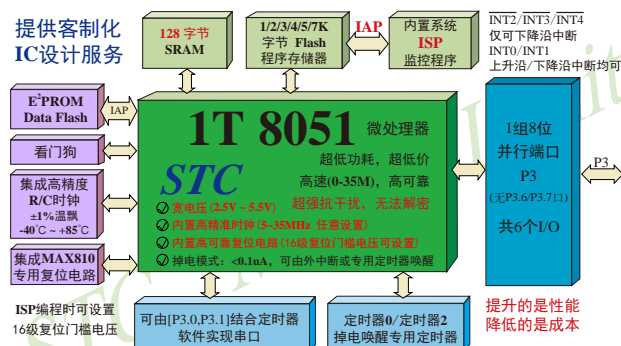 提供客制化
IC设计服务
128 字节
SRAM
1/2/3/4/5/7K
字节 Flash
程序存储器
IAP
内置系统
ISP
监控程序
INT2/INT3/INT4
仅可下降沿中断
INT0/INT1
上升沿/下降沿中断均可
E²PROM
Data Flash
IAP
看门狗
集成高精度
R/C时钟
±1%温飘
-40℃ ~ +85℃
集成MAX810
专用复位电路
ISP编程时可设置
16级复位门槛电压
1T 8051 微处理器
STC
超低功耗，超低价
高速(0-35M)，高可靠
超强抗干扰，无法解密
宽电压 (2.5V ~ 5.5V)
内置高精准时钟 (5~35MHz 任意设置)
内置高可靠复位电路 (16级复位门槛电压可设置)
掉电模式：<0.1uA，可由外中断或专用定时器唤醒
1组8位
并行端口
P3
(无P3.6/P3.7口)
共6个I/O
P3
可由[P3.0,P3.1]结合定时器
软件实现串口
定时器0/定时器2
掉电唤醒专用定时器
提升的是性能
降低的是成本